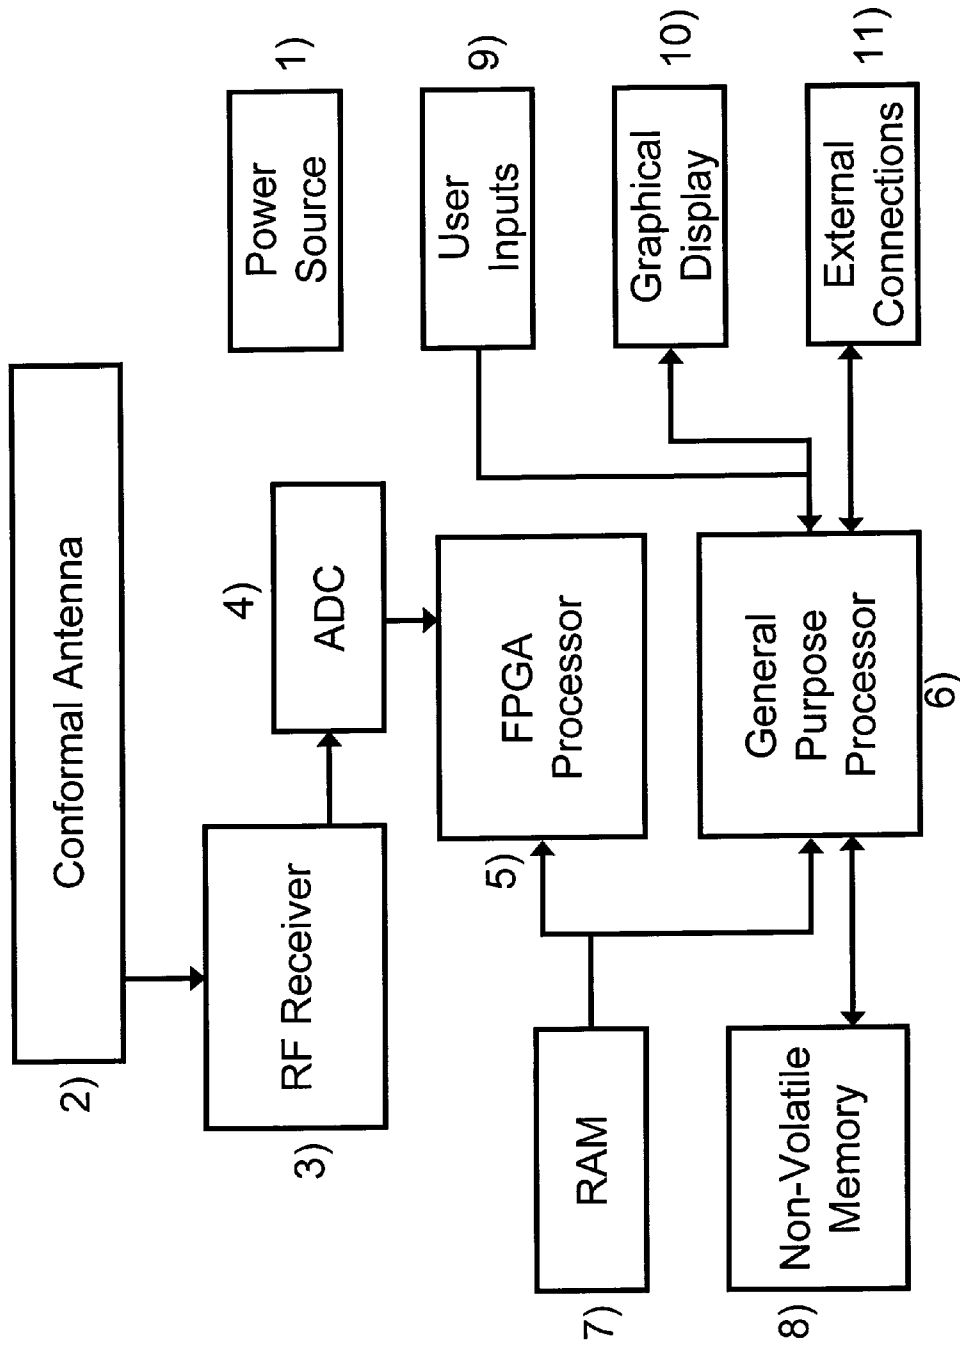 2)
Conformal Antenna
3)
RF Receiver
4)
ADC
Power
Source
1)
5)
FPGA
Processor
User
Inputs
9)
7)
RAM
General
Purpose
Processor
6)
Graphical
Display
10)
8)
Non-Volatile
Memory
External
Connections
11)